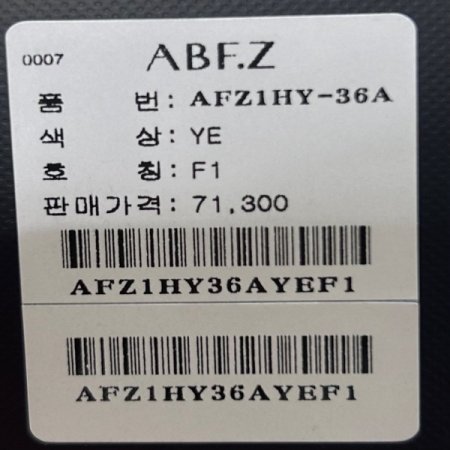 0007 ABF.Z
품 번: AFZ1HY-36A
색 상: YE
호 칭: F1
판매가격: 71,300
AFZ1HY36AYEF1
AFZ1HY36AYEF1